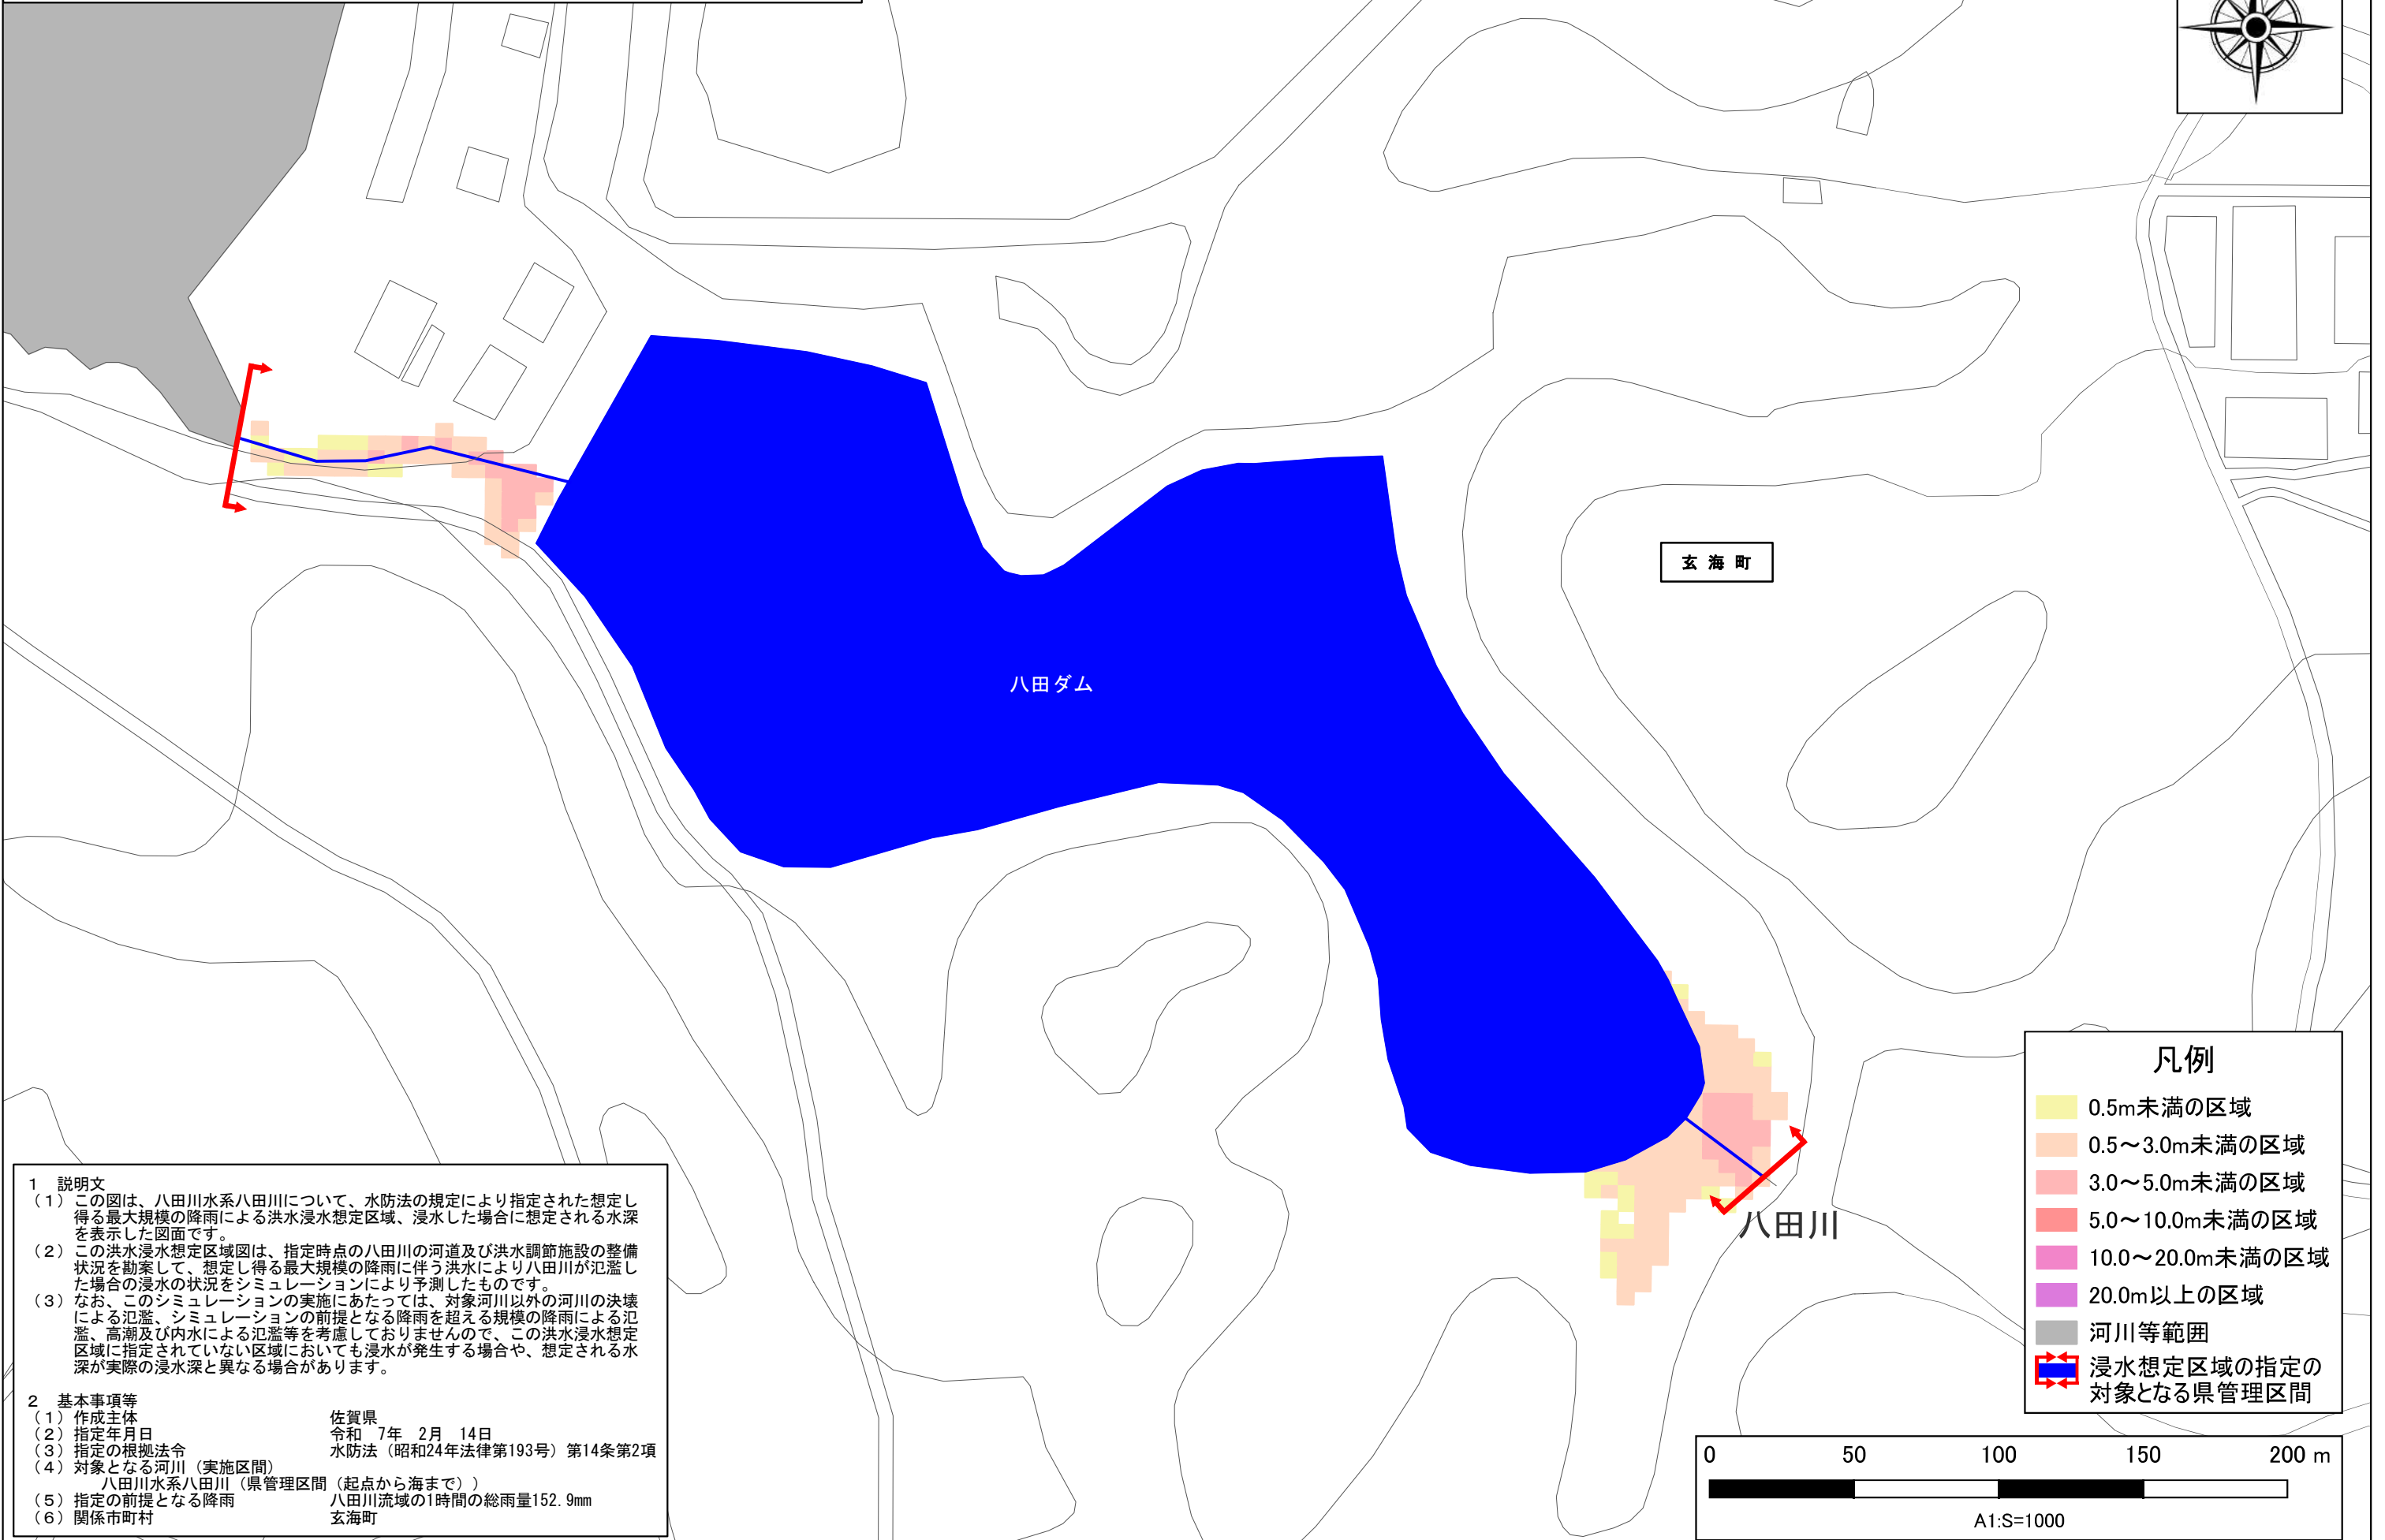 玄海町
八田ダム
八田川
凡例
0.5m未満の区域
0.5～3.0m未満の区域
3.0～5.0m未満の区域
5.0～10.0m未満の区域
10.0～20.0m未満の区域
20.0m以上の区域
河川等範囲
浸水想定区域の指定の
対象となる県管理区間
1 説明文
（1）この図は、八田川水系八田川について、水防法の規定により指定された想定し
得る最大規模の降雨による洪水浸水想定区域、浸水した場合に想定される水深
を表示した図面です。
（2）この洪水浸水想定区域図は、指定時点の八田川の河道及び洪水調節施設の整備
状況を勘案して、想定し得る最大規模の降雨に伴う洪水により八田川が氾濫し
た場合の浸水の状況をシミュレーションにより予測したものです。
（3）なお、このシミュレーションの実施にあたっては、対象河川以外の河川の決壊
による氾濫、シミュレーションの前提となる降雨を超える規模の降雨による氾
濫、高潮及び内水による氾濫等を考慮しておりませんので、この洪水浸水想定
区域に指定されていない区域においても浸水が発生する場合や、想定される水
深が実際の浸水深と異なる場合があります。
2 基本事項等
（1）作成主体 佐賀県
（2）指定年月日 令和 7年 2月 14日
（3）指定の根拠法令 水防法（昭和24年法律第193号）第14条第2項
（4）対象となる河川（実施区間）
八田川水系八田川（県管理区間（起点から海まで））
（5）指定の前提となる降雨 八田川流域の1時間の総雨量152.9mm
（6）関係市町村 玄海町
0 50 100 150 200 m
A1:S=1000